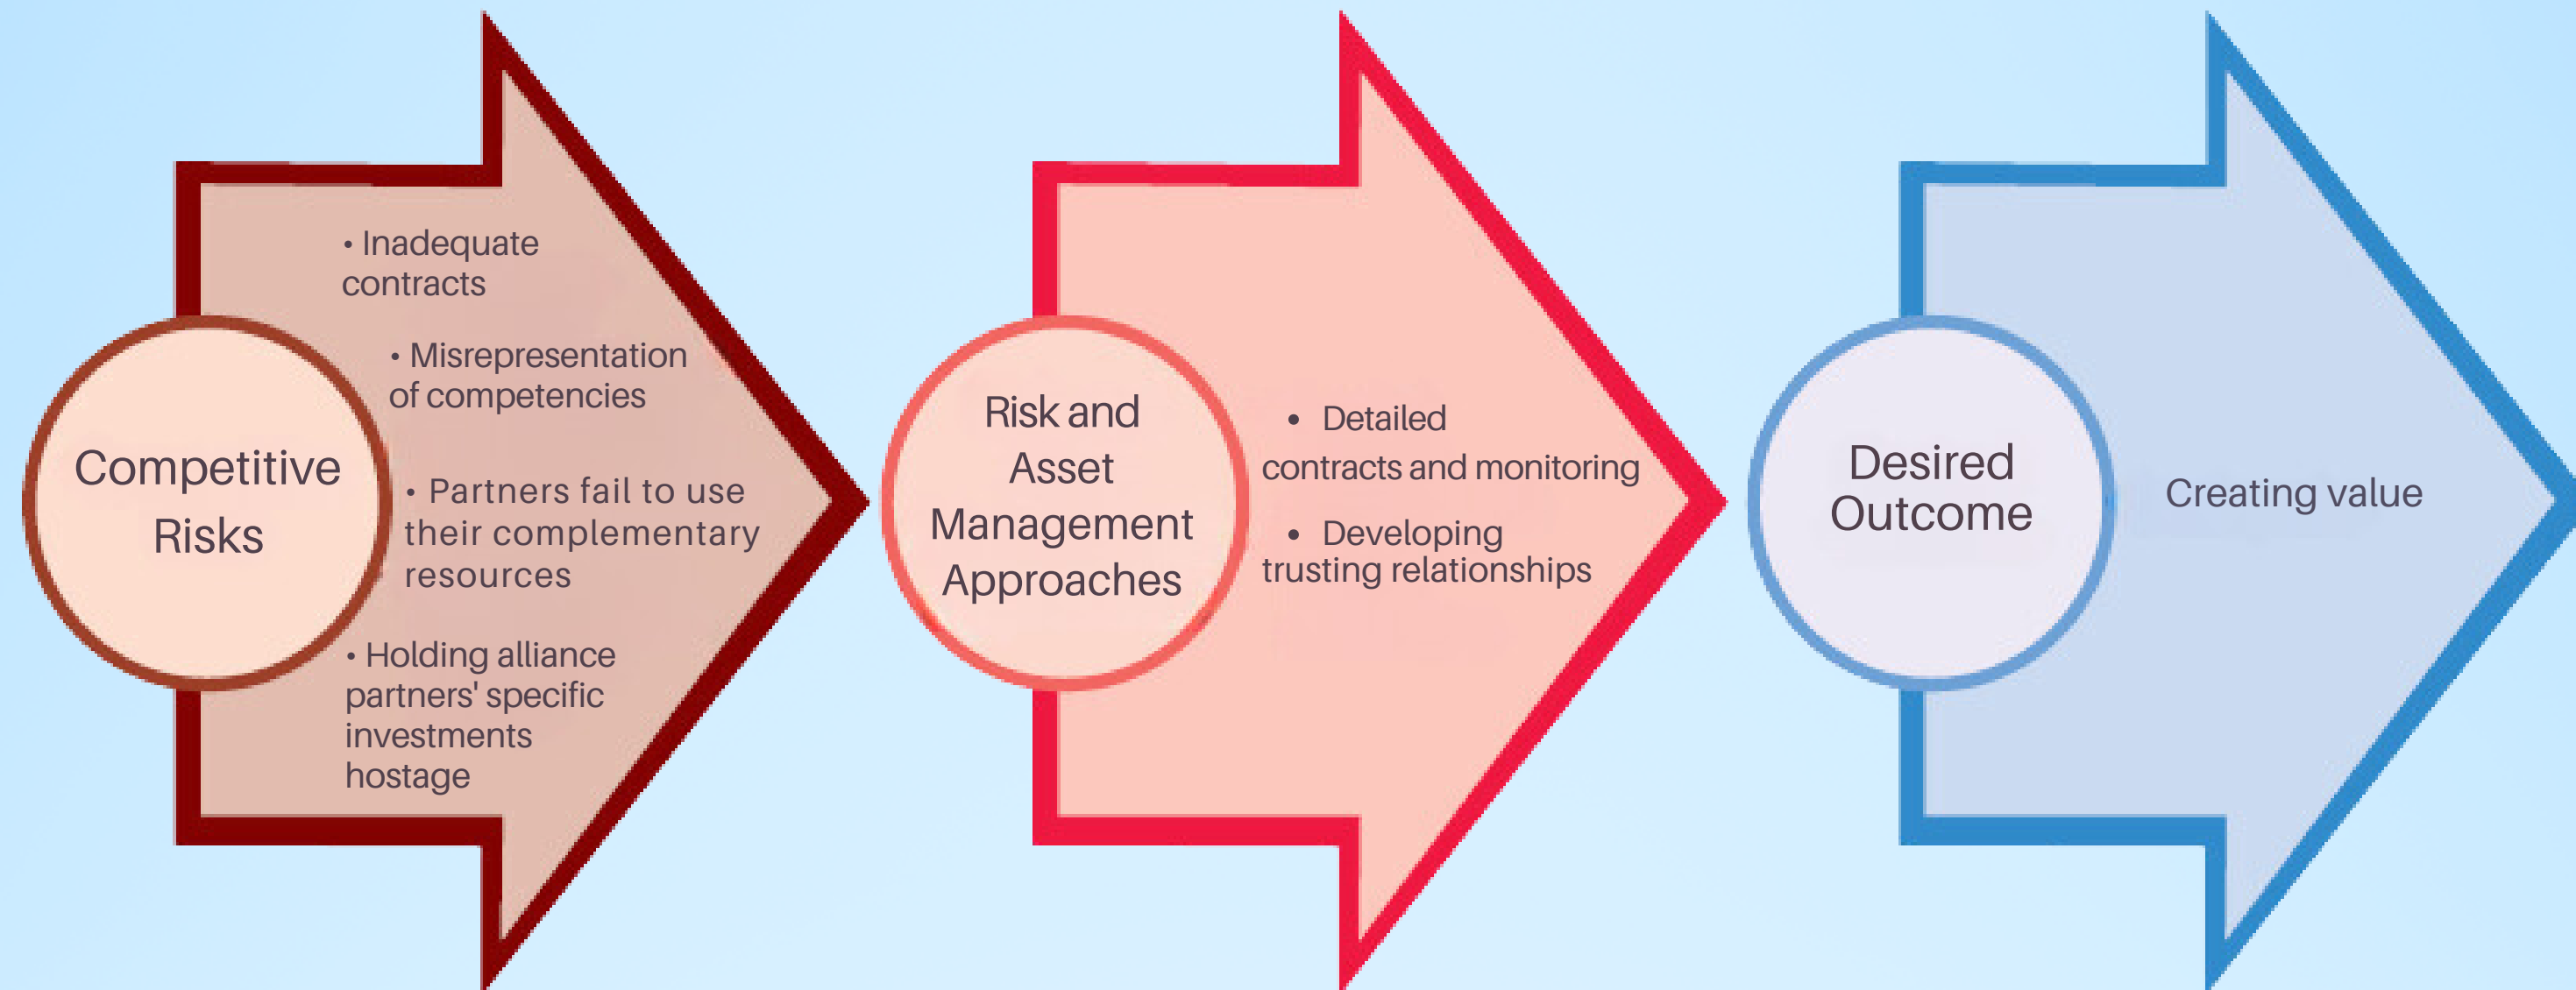 Competitive
Risks
• Inadequate
contracts
• Misrepresentation
of competencies
• Partners fail to use
their complementary
resources
• Holding alliance
partners' specific
investments
hostage
Risk and
Asset
Management
Approaches
• Detailed
contracts and monitoring
• Developing
trusting relationships
Desired
Outcome
Creating value